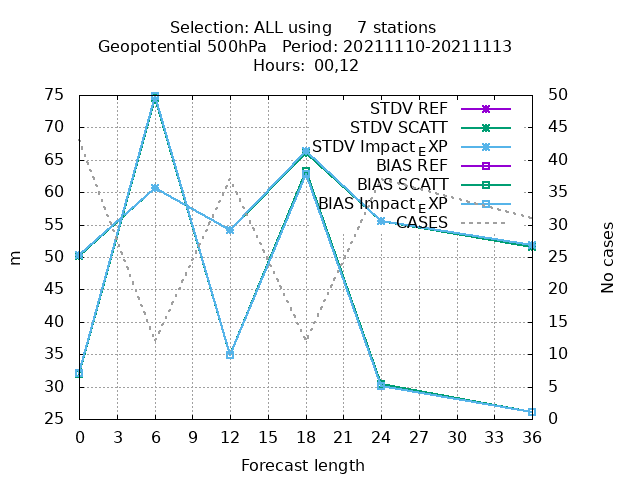 Selection: ALL using 7 stations
Geopotential 500hPa Period: 20211110-20211113
Hours: 00,12
75
70
65
60
55
50
45
40
35
30
25
m
STDV REF
STDV SCATT
STDV Impact_EXP
BIAS REF
BIAS SCATT
BIAS Impact_EXP
CASES
50
45
40
35
30
25
20
15
10
5
0
No cases
0 3 6 9 12 15 18 21 24 27 30 33 36
Forecast length